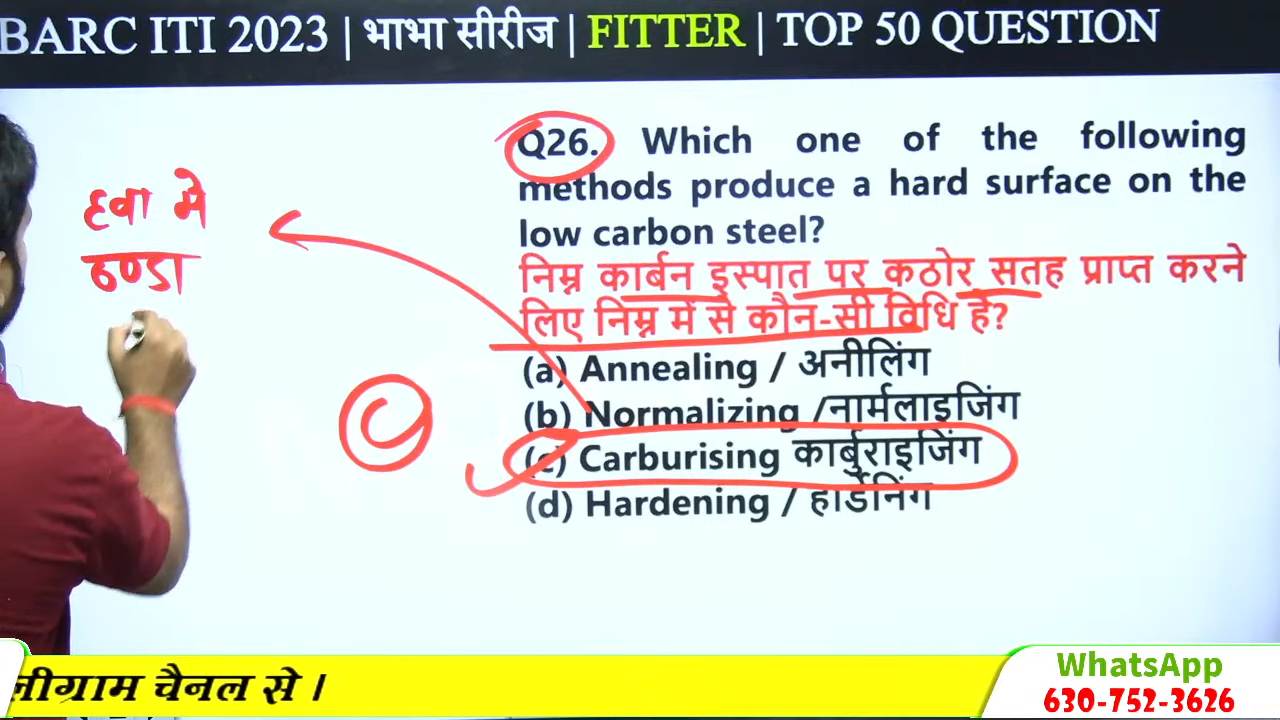 BARC ITI 2023 | भाभा सीरीज | FITTER | TOP 50 QUESTION
हवा मे
ठण्डा
Q26. Which one of the following
methods produce a hard surface on the
low carbon steel?
निम्न कार्बन इस्पात पर कठोर सतह प्राप्त करने
लिए निम्न में से कौन-सी विधि है?
(a) Annealing / अनीलिंग
(b) Normalizing /नार्मलाइजिंग
(c) Carburising कार्बुराइजिंग
(d) Hardening / हार्डेनिंग
लीग्राम चैनल से ।
WhatsApp
630-752-3626